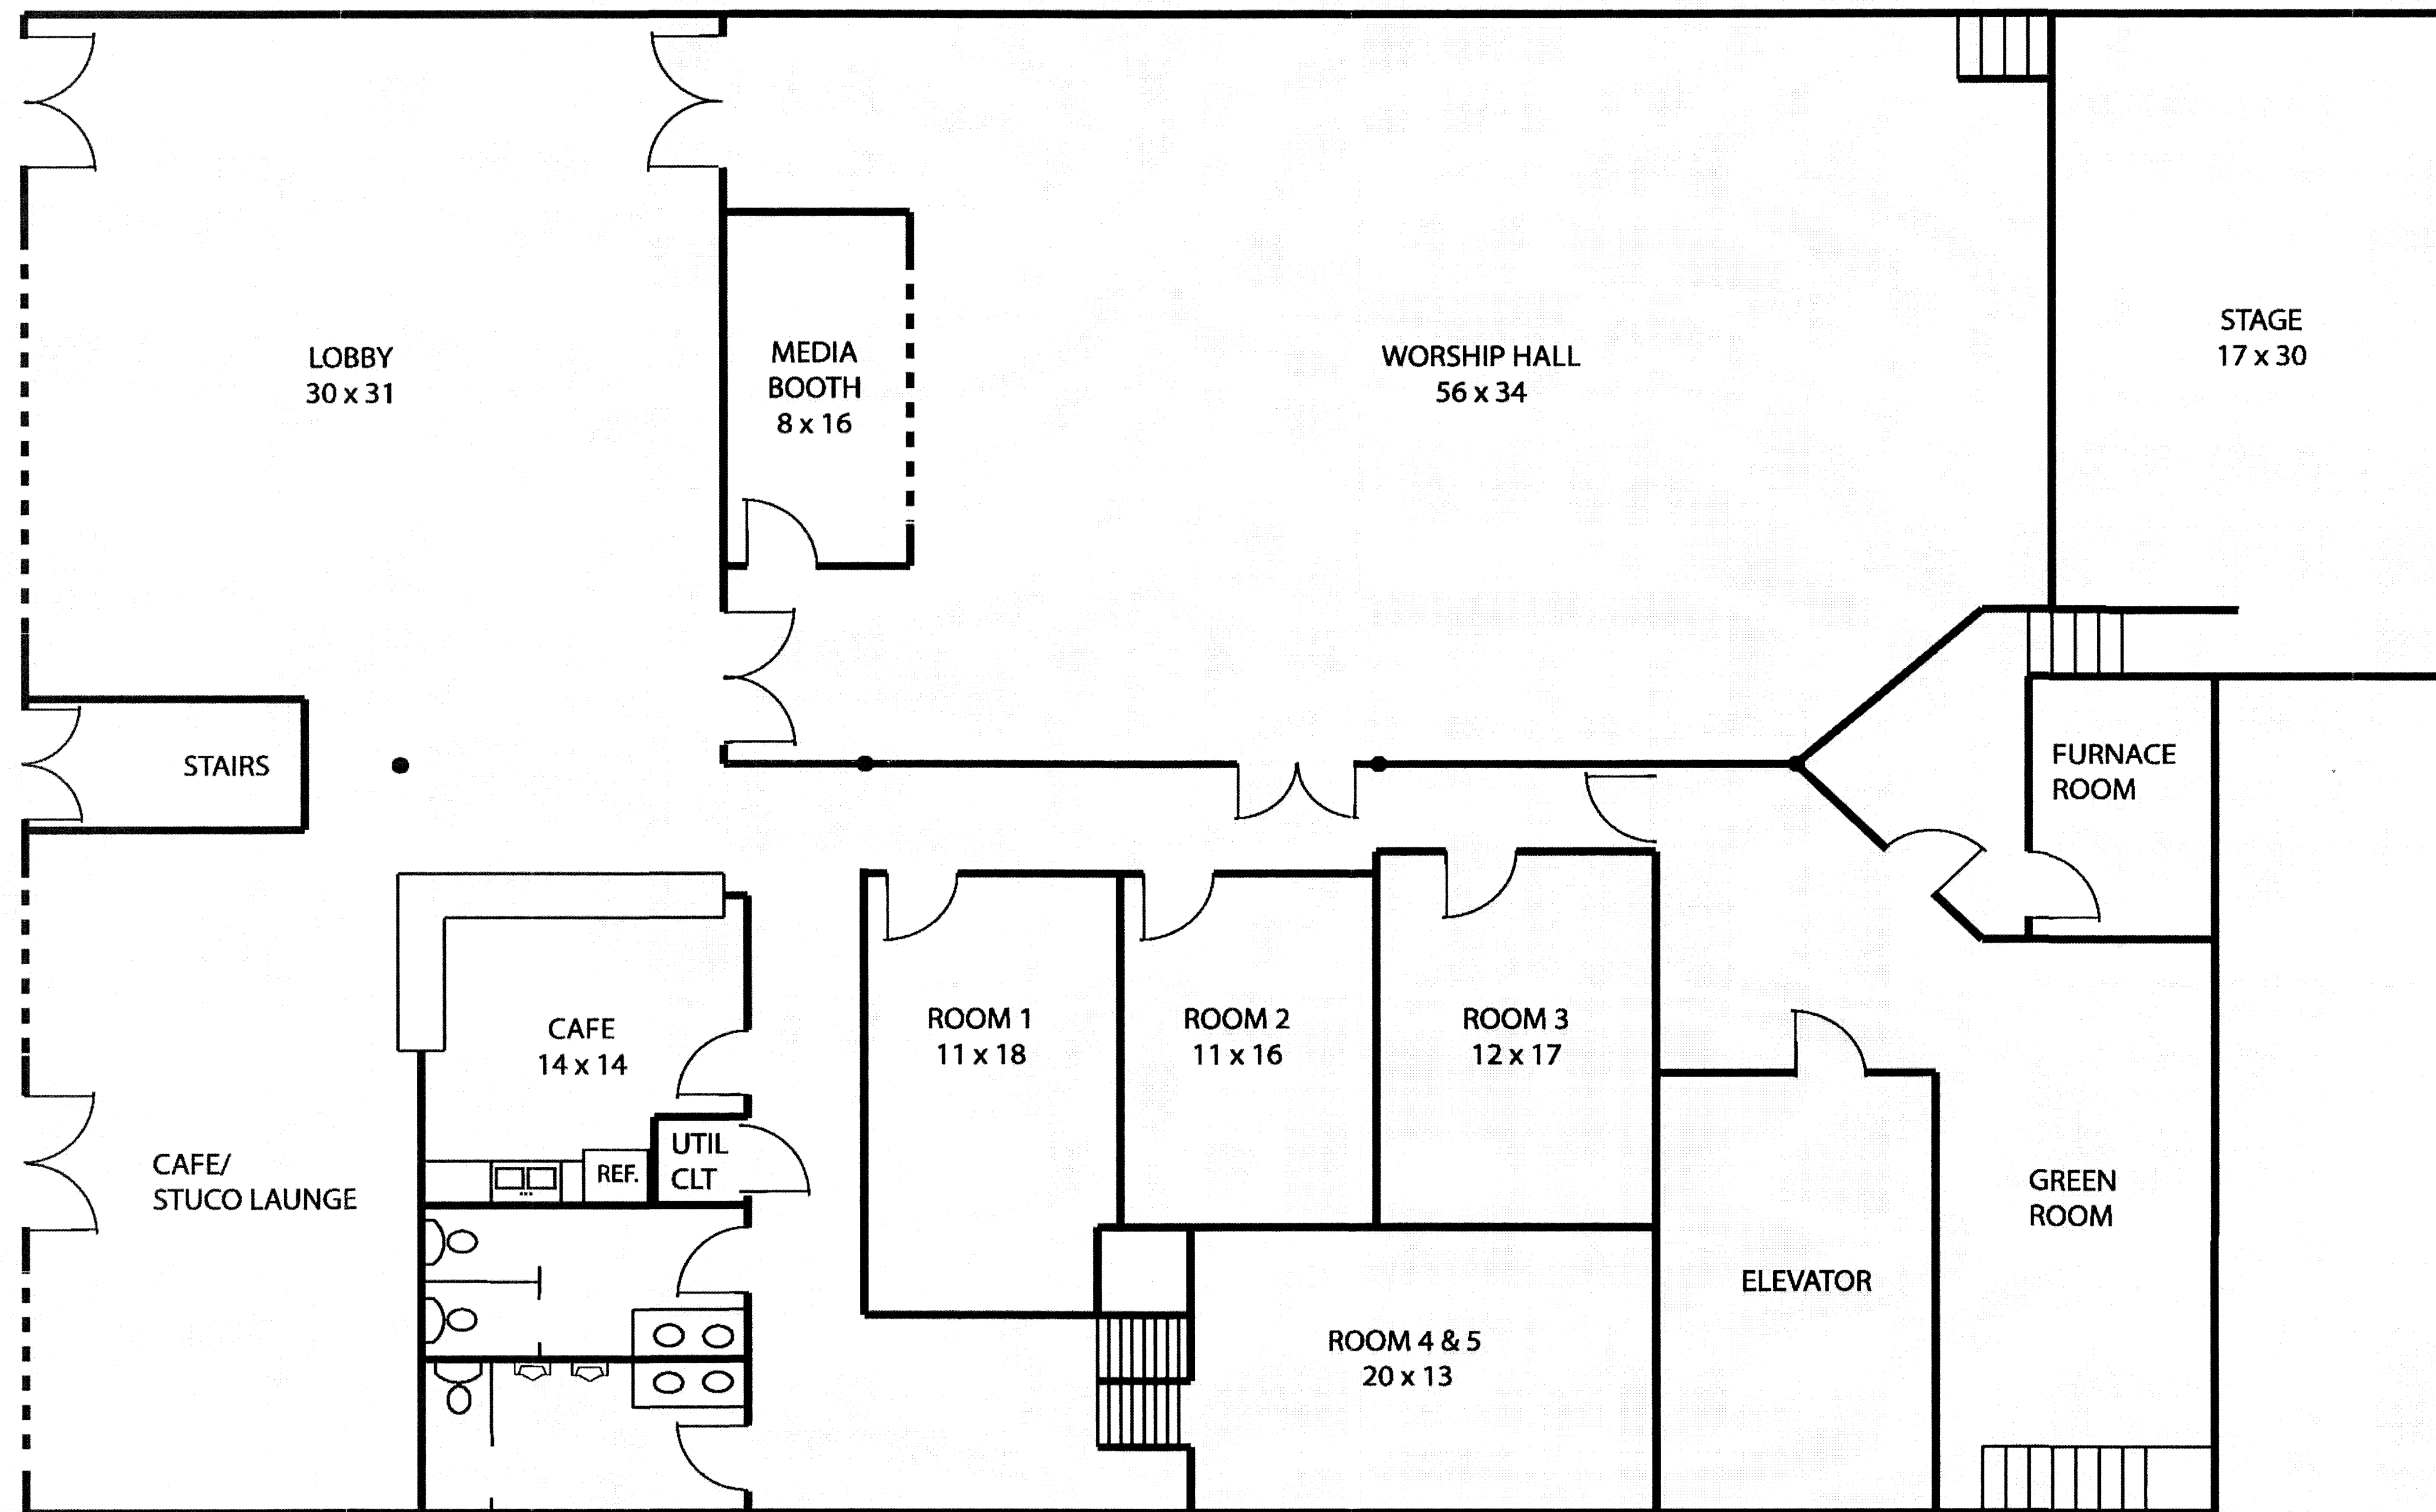 LOBBY
30 x 31
MEDIA
BOOTH
8 x 16
WORSHIP HALL
56 x 34
STAGE
17 x 30
STAIRS
FURNACE
ROOM
CAFE
14 x 14
ROOM 1
11 x 18
ROOM 2
11 x 16
ROOM 3
12 x 17
CAFE/
STUCO LAUNGE
REF.
UTIL
CLT
GREEN
ROOM
ELEVATOR
ROOM 4 & 5
20 x 13